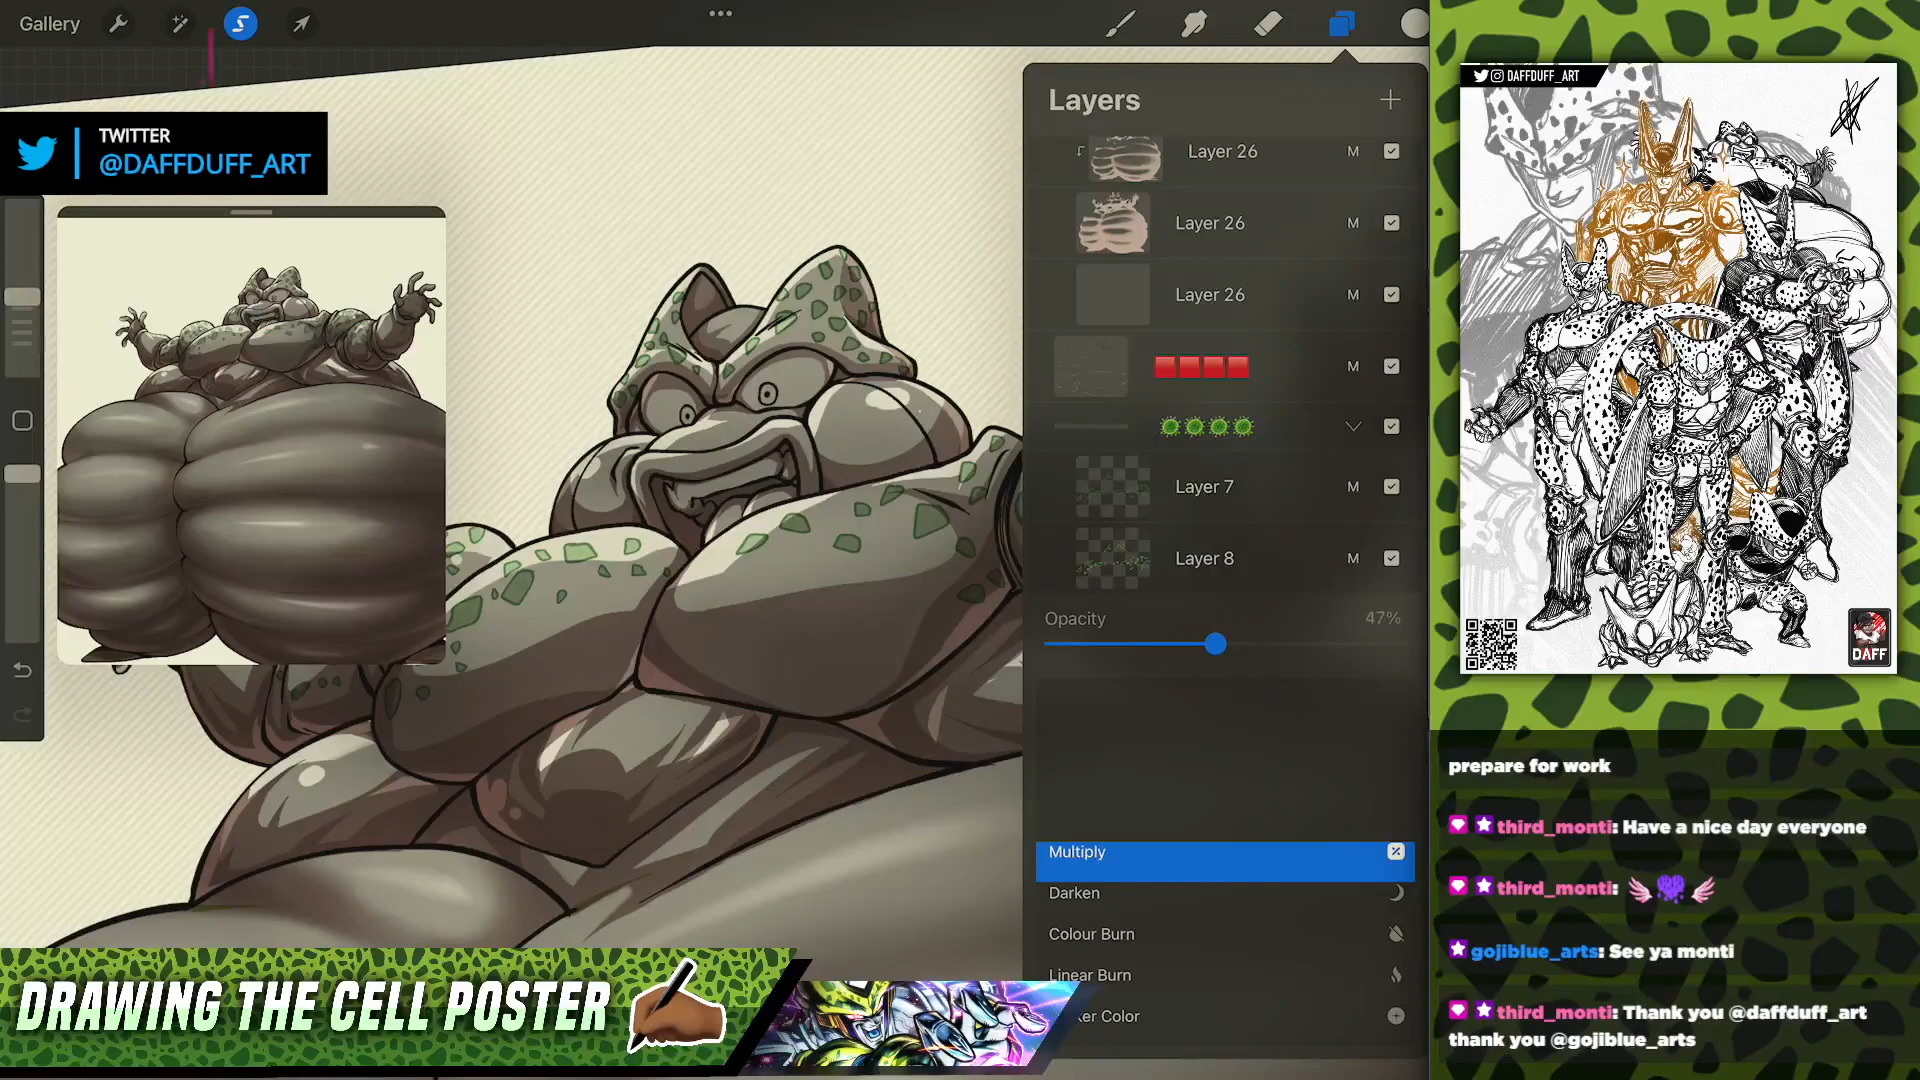 Gallery
TWITTER
@DAFFDUFF_ART
Layers
Layer 26 M
Layer 26 M
Layer 26 M
M
Layer 7 M
Layer 8 M
Opacity 47%
Multiply
Darken
Colour Burn
Linear Burn
Color
DRAWING THE CELL POSTER
DAFFDUFF_ART
DAFF
prepare for work
third_monti: Have a nice day everyone
third_monti:
gojiblue_arts: See ya monti
third_monti: Thank you @daffduff_art
thank you @gojiblue_arts